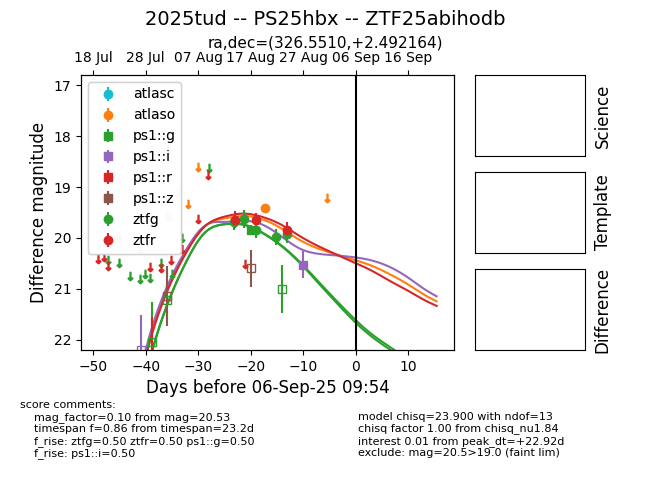 2025tud -- PS25hbx -- ZTF25abihodb
ra,dec=(326.5510,+2.492164)
18 Jul 28 Jul 07 Aug 17 Aug 27 Aug 06 Sep 16 Sep
17
18
19
20
21
22
Difference magnitude
atlasc
atlaso
ps1::g
ps1::i
ps1::r
ps1::z
ztfg
ztfr
−50 −40 −30 −20 −10 0 10
Days before 06-Sep-25 09:54
Science
Template
Difference
score comments:
mag_factor=0.10 from mag=20.53
timespan f=0.86 from timespan=23.2d
f_rise: ztfg=0.50 ztfr=0.50 ps1::g=0.50
f_rise: ps1::i=0.50
model chisq=23.900 with ndof=13
chisq factor 1.00 from chisq_nu1.84
interest 0.01 from peak_dt=+22.92d
exclude: mag=20.5>19.0 (faint lim)